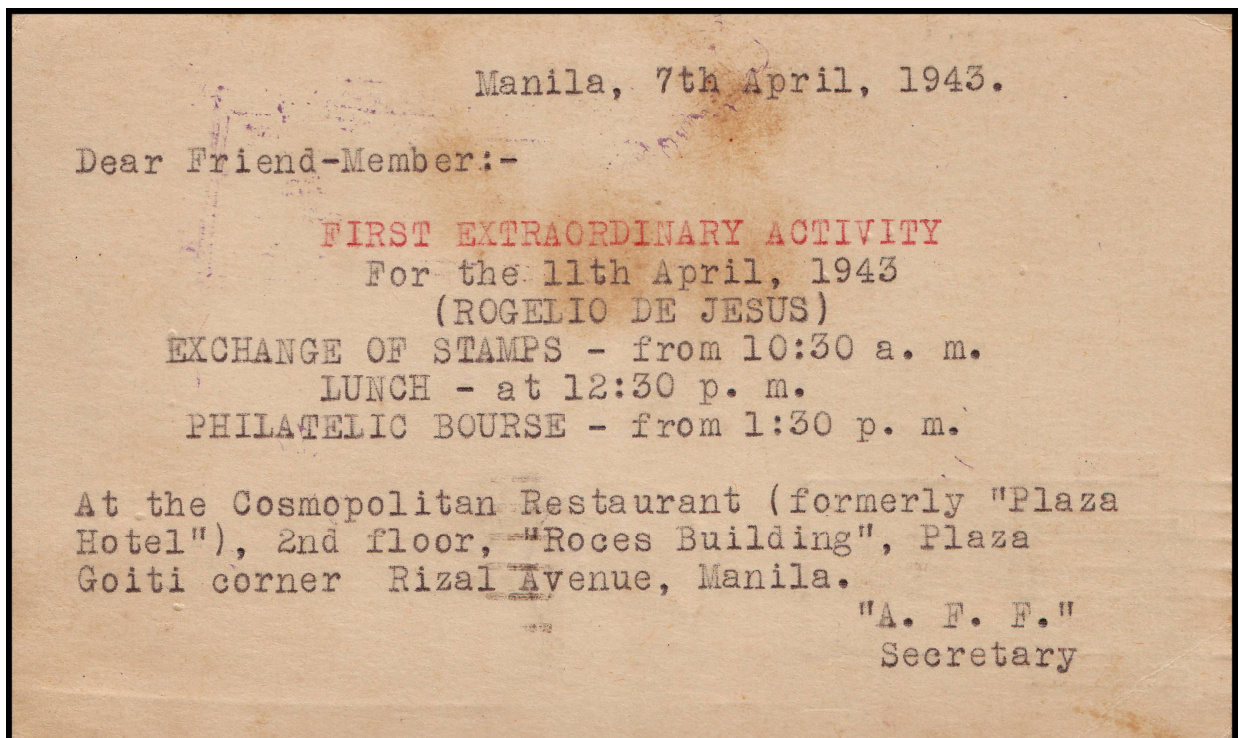 Manila, 7th April, 1943.
Dear Friend-Member:-
FIRST EXTRAORDINARY ACTIVITY
For the 11th April, 1943
(ROGELIO DE JESUS)
EXCHANGE OF STAMPS - from 10:30 a. m.
LUNCH - at 12:30 p. m.
PHILATELIC BOURSE - from 1:30 p. m.
At the Cosmopolitan Restaurant (formerly "Plaza
Hotel"), 2nd floor, "Roces Building", Plaza
Goiti corner Rizal Avenue, Manila.
"A. F. F."
Secretary